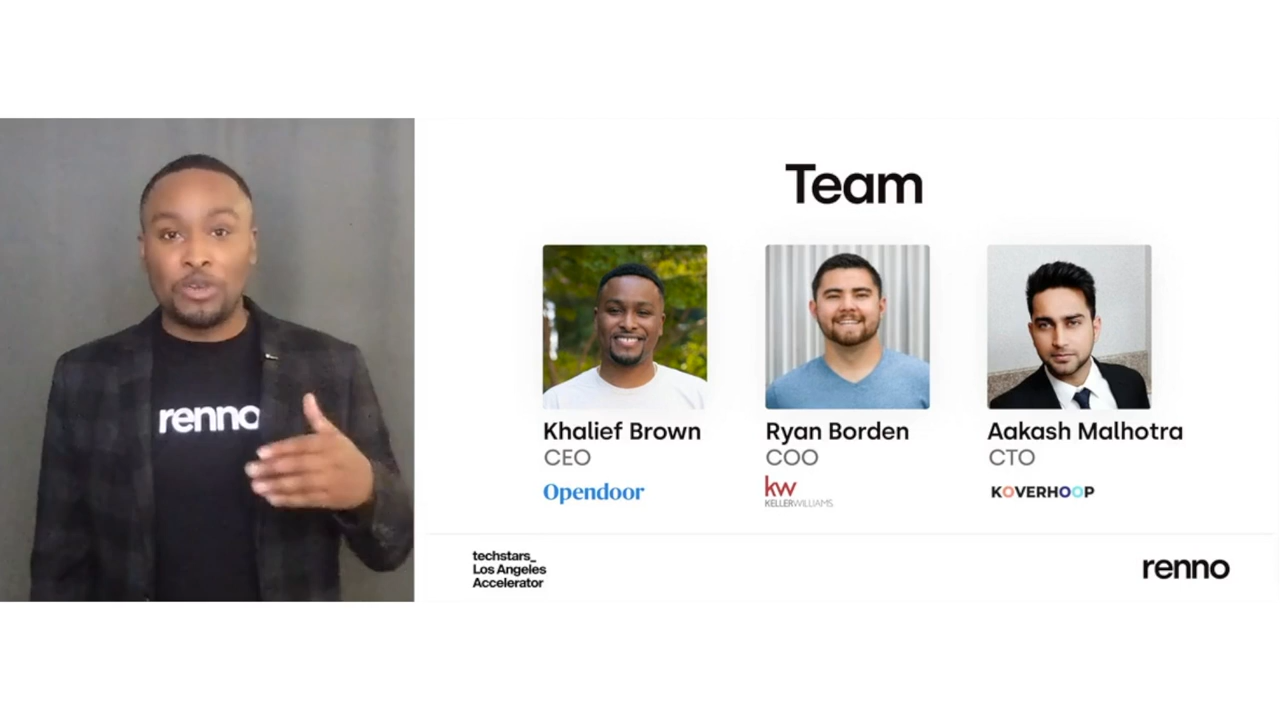 renno
Team
Khalief Brown
CEO
Opendoor
Ryan Borden
COO
kw
KELLERWILLIAMS
Aakash Malhotra
CTO
KOVERHOOP
techstars_
Los Angeles
Accelerator
renno